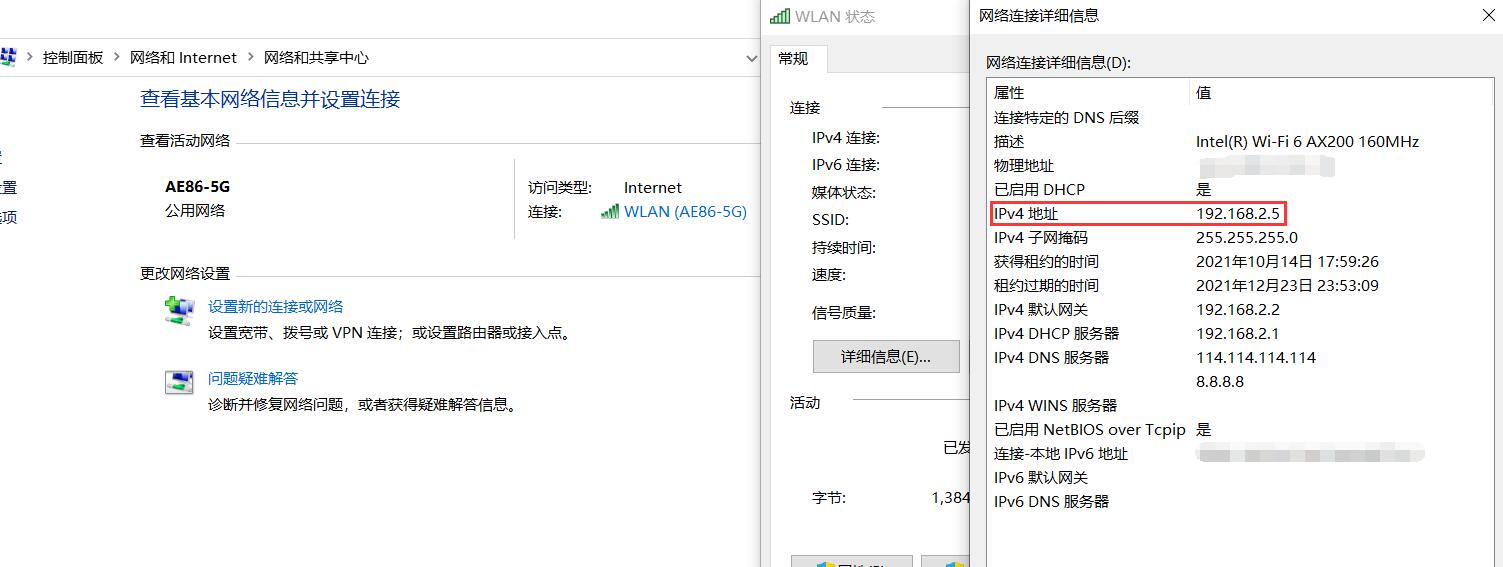 控制面板 > 网络和 Internet > 网络和共享中心
查看基本网络信息并设置连接
查看活动网络
AE86-5G
公用网络
访问类型: Internet
连接: WLAN (AE86-5G)
更改网络设置
设置新的连接或网络
设置宽带、拨号或 VPN 连接；或设置路由器或接入点。
问题疑难解答
诊断并修复网络问题，或者获得疑难解答信息。
置
选项
WLAN 状态
常规
连接
IPv4 连接:
IPv6 连接:
媒体状态:
SSID:
持续时间:
速度:
信号质量:
详细信息(E)...
活动
已发
字节: 1,384
网络连接详细信息
网络连接详细信息(D):
属性 值
连接特定的 DNS 后缀
描述 Intel(R) Wi-Fi 6 AX200 160MHz
物理地址
已启用 DHCP 是
IPv4 地址 192.168.2.5
IPv4 子网掩码 255.255.255.0
获得租约的时间 2021年10月14日 17:59:26
租约过期的时间 2021年12月23日 23:53:09
IPv4 默认网关 192.168.2.2
IPv4 DHCP 服务器 192.168.2.1
IPv4 DNS 服务器 114.114.114.114
8.8.8.8
IPv4 WINS 服务器
已启用 NetBIOS over Tcpip 是
连接-本地 IPv6 地址
IPv6 默认网关
IPv6 DNS 服务器